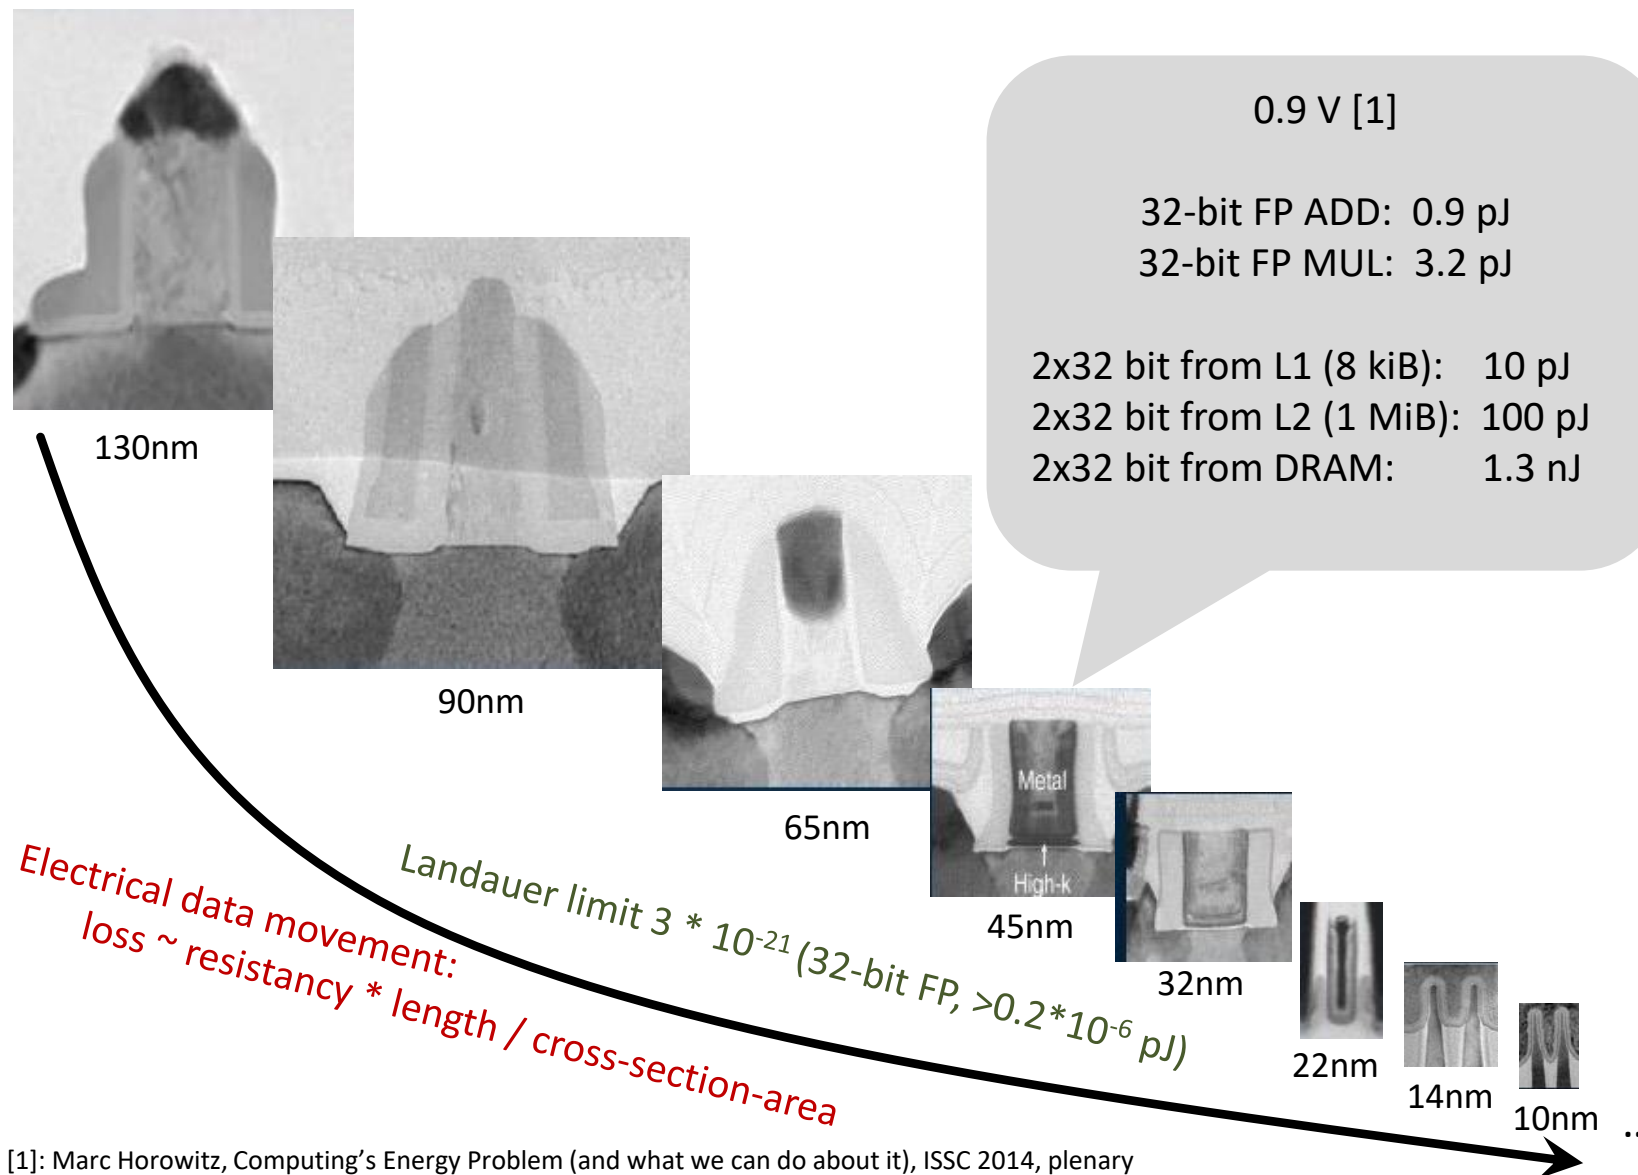 0.9 V [1]
32-bit FP ADD: 0.9 pJ
32-bit FP MUL: 3.2 pJ
2x32 bit from L1 (8 kiB): 10 pJ
2x32 bit from L2 (1 MiB): 100 pJ
2x32 bit from DRAM: 1.3 nJ
130nm
90nm
65nm
Metal
High-k
45nm
32nm
22nm
14nm
10nm
..
Landauer limit 3 * 10⁻²¹ (32-bit FP, >0.2*10⁻⁶ pJ)
Electrical data movement:
loss ~ resistancy * length / cross-section-area
[1]: Marc Horowitz, Computing’s Energy Problem (and what we can do about it), ISSC 2014, plenary